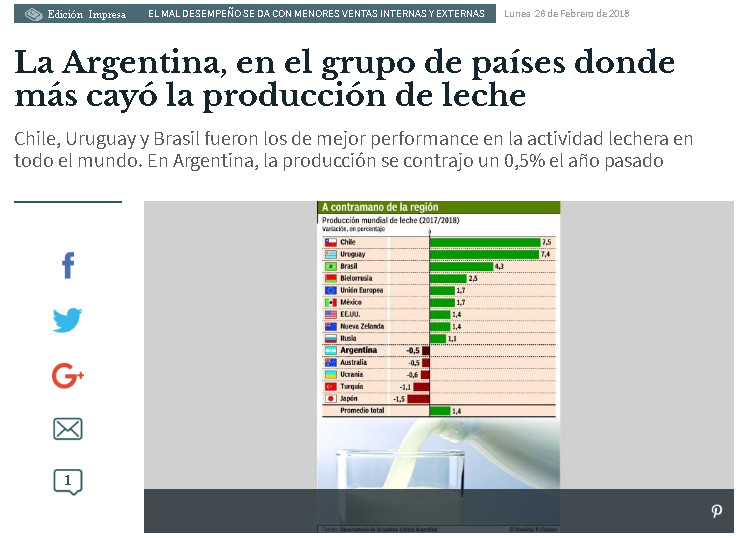 Edición Impresa EL MAL DESEMPEÑO SE DA CON MENORES VENTAS INTERNAS Y EXTERNAS Lunes 26 de Febrero de 2018
La Argentina, en el grupo de países donde
más cayó la producción de leche
Chile, Uruguay y Brasil fueron los de mejor performance en la actividad lechera en
todo el mundo. En Argentina, la producción se contrajo un 0,5% el año pasado
A contramano de la región
Producción mundial de leche (2017/2018)
Variación, en porcentaje
0
Chile 7,5
Uruguay 7,4
Brasil 4,3
Bielorrusia 2,5
Unión Europea 1,7
México 1,7
EE.UU. 1,4
Nueva Zelanda 1,4
Rusia 1,1
Argentina -0,5
Australia -0,5
Ucrania -0,6
Turquía -1,1
Japón -1,5
Promedio total 1,4
1
Fuente: Observatorio de la cadena Láctea Argentina El Cronista